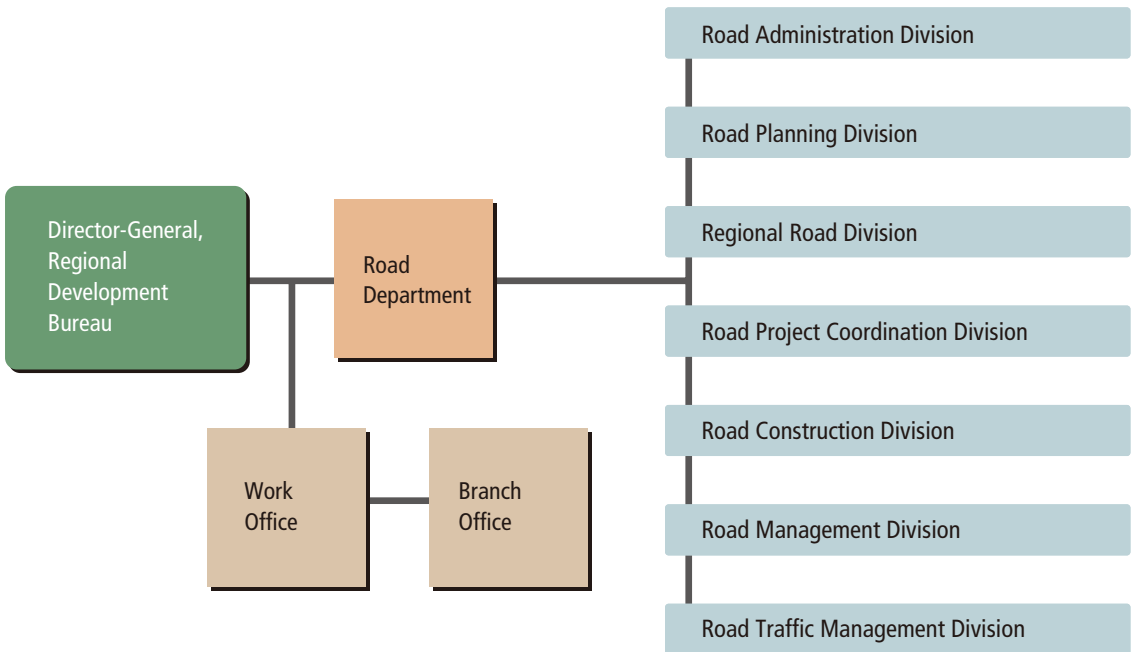 Director-General,
Regional
Development
Bureau
Road
Department
Work
Office
Branch
Office
Road Administration Division
Road Planning Division
Regional Road Division
Road Project Coordination Division
Road Construction Division
Road Management Division
Road Traffic Management Division